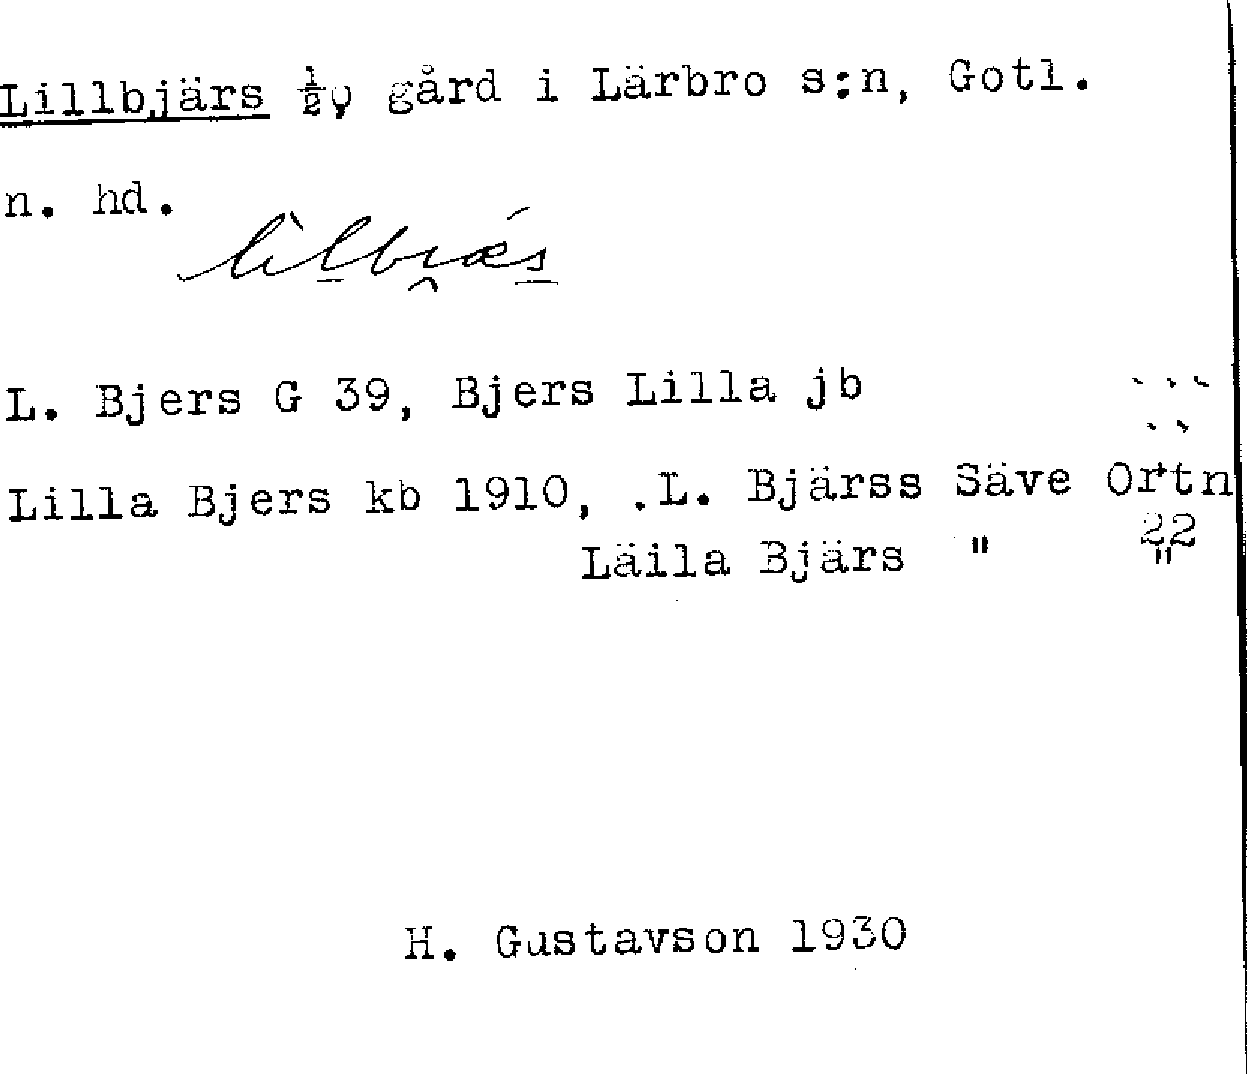 Lillbjärs ½ gård i Lärbro s:n, Gotl.
n. hd.
L. Bjers G 39, Bjers Lilla jb
Lilla Bjers kb 1910, .L. Bjärss Säve Ortn
22
Läila Bjärs " "
H. Gustavson 1930